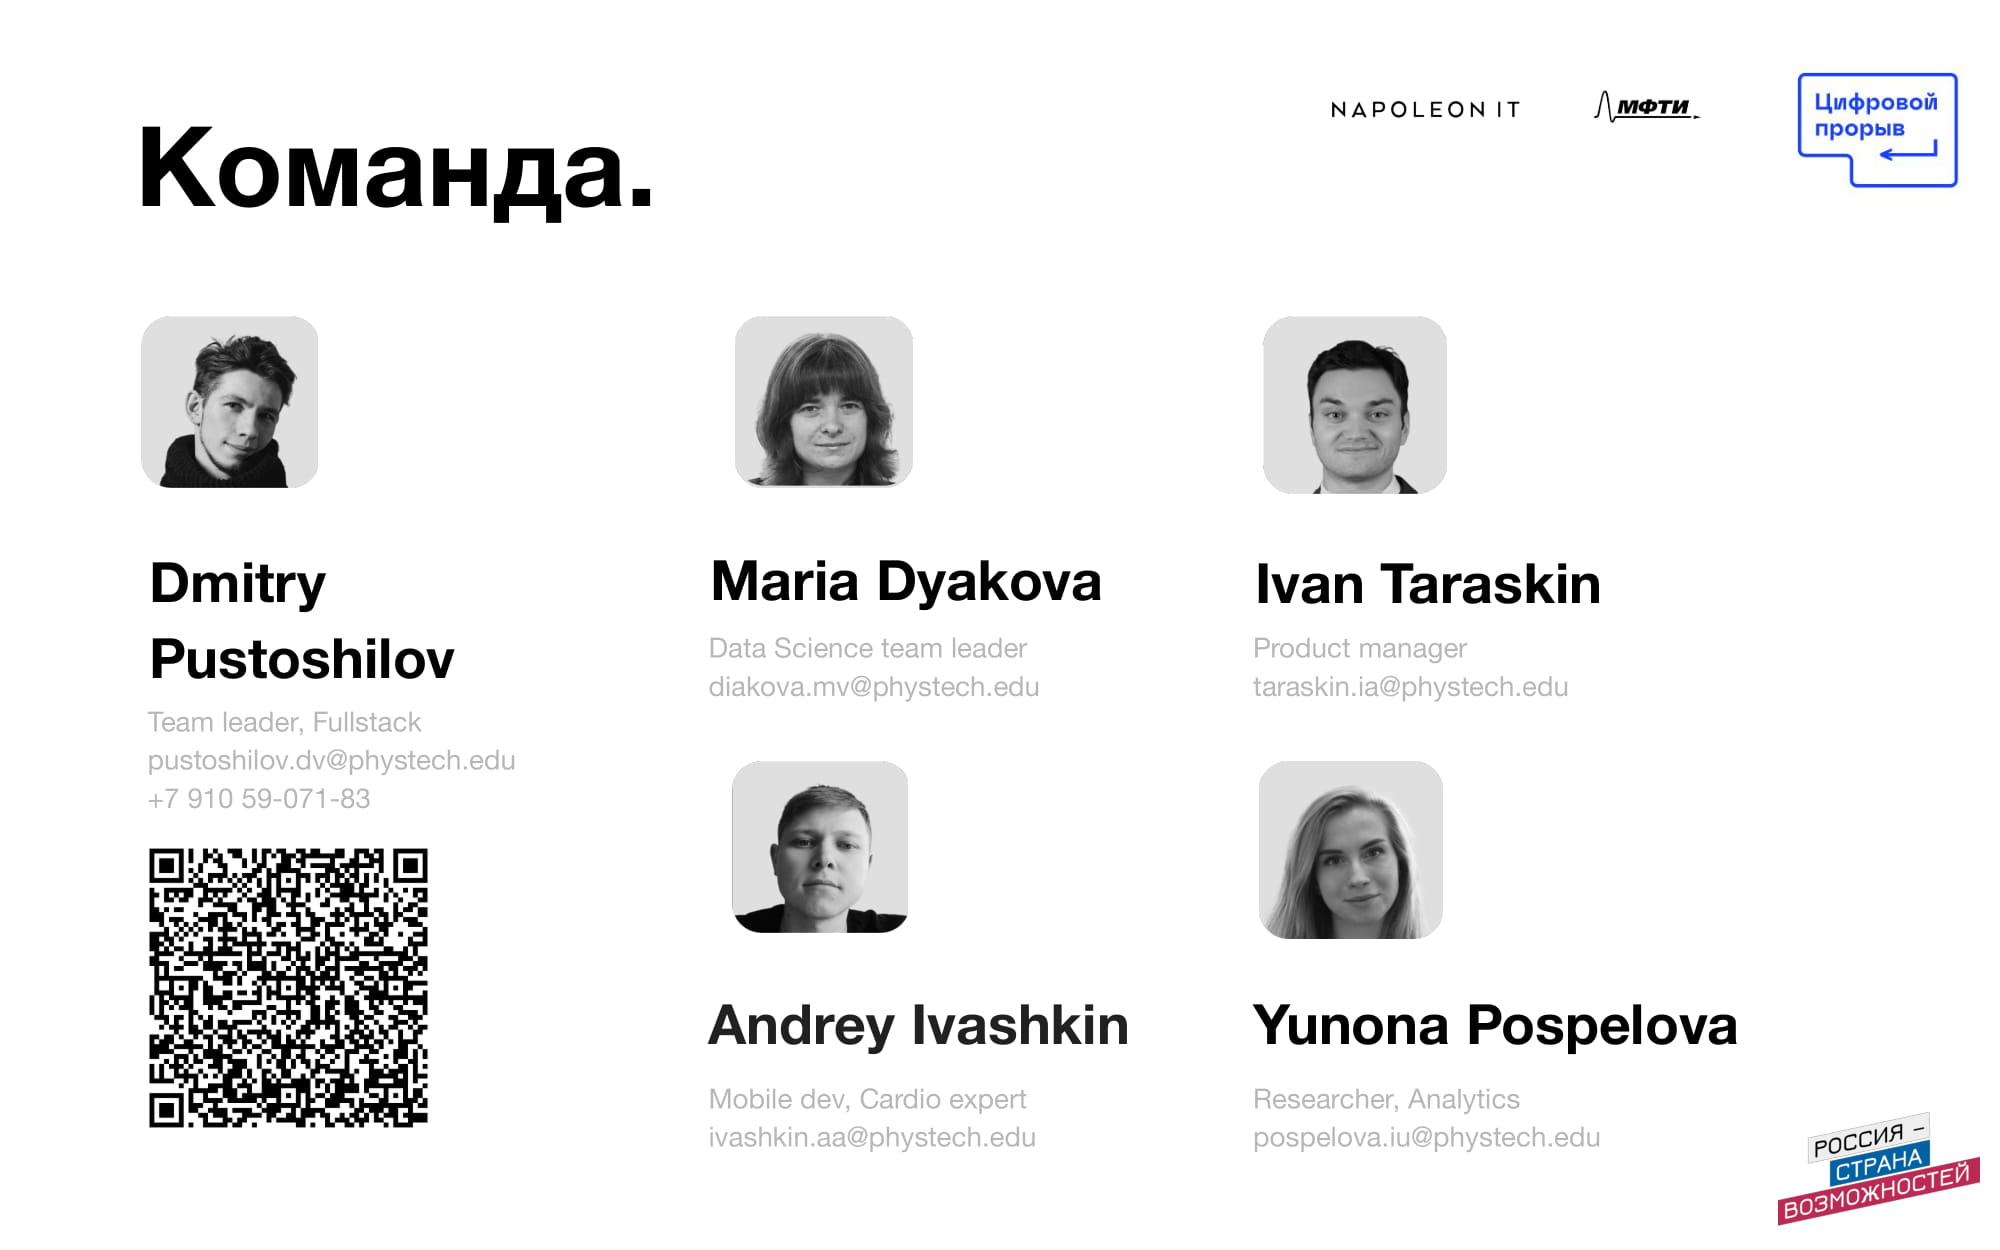 Команда.
NAPOLEON IT
МФТИ
Цифровой
прорыв
Dmitry
Pustoshilov
Team leader, Fullstack
pustoshilov.dv@phystech.edu
+7 910 59-071-83
Maria Dyakova
Data Science team leader
diakova.mv@phystech.edu
Ivan Taraskin
Product manager
taraskin.ia@phystech.edu
Andrey Ivashkin
Mobile dev, Cardio expert
ivashkin.aa@phystech.edu
Yunona Pospelova
Researcher, Analytics
pospelova.iu@phystech.edu
РОССИЯ –
СТРАНА
ВОЗМОЖНОСТЕЙ